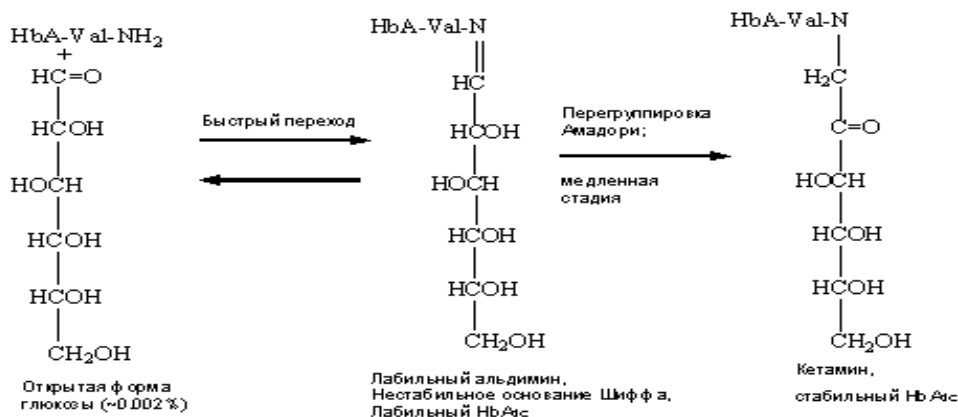 HbA-Val-NH₂
+
HC=O
HCOH
HOCH
HCOH
HCOH
CH₂OH
Открытая форма
глюкозы (~0.002%)
Быстрый переход
HbA-Val-N
HC
HCOH
HOCH
HCOH
HCOH
CH₂OH
Лабильный альдимин,
Нестабильное основание Шиффа,
Лабильный HbA1c
Перегруппировка
Амадори;
медленная
стадия
HbA-Val-N
H₂C
C=O
HOCH
HCOH
HCOH
CH₂OH
Кетамин,
стабильный HbA1c